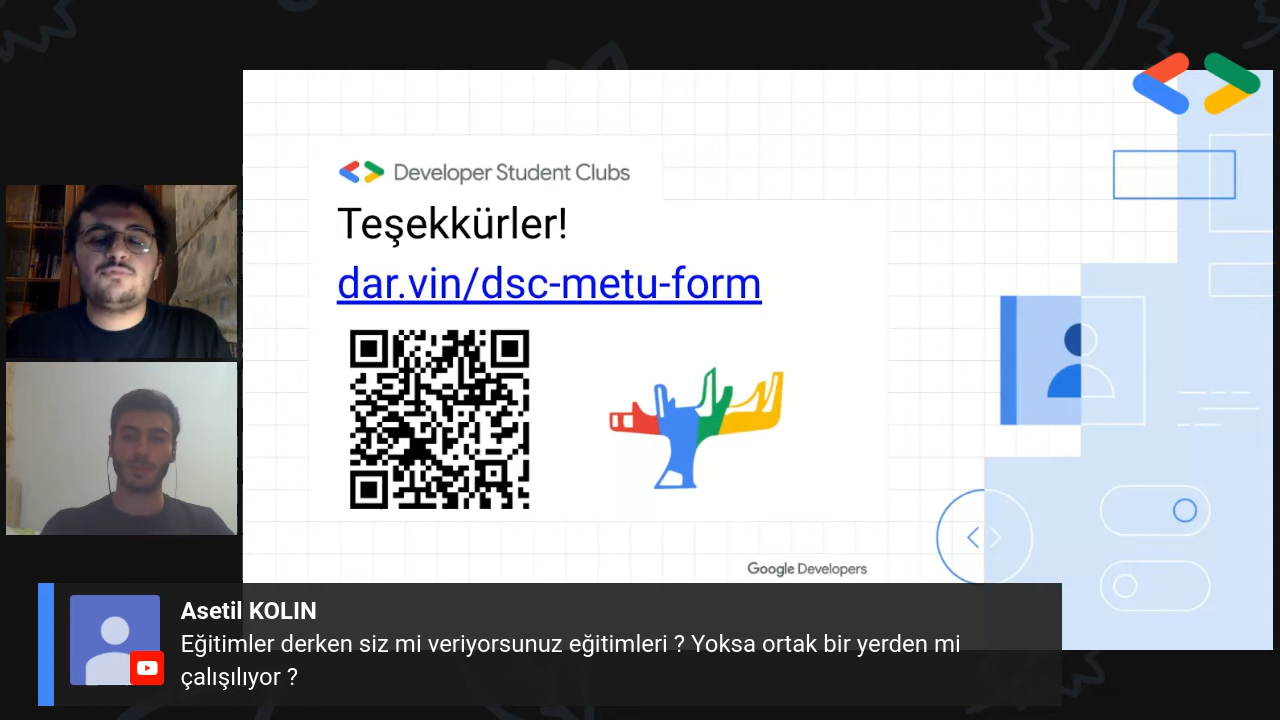 Developer Student Clubs
Teşekkürler!
dar.vin/dsc-metu-form
Google Developers
Asetil KOLIN
Eğitimler derken siz mi veriyorsunuz eğitimleri ? Yoksa ortak bir yerden mi
çalışılıyor ?